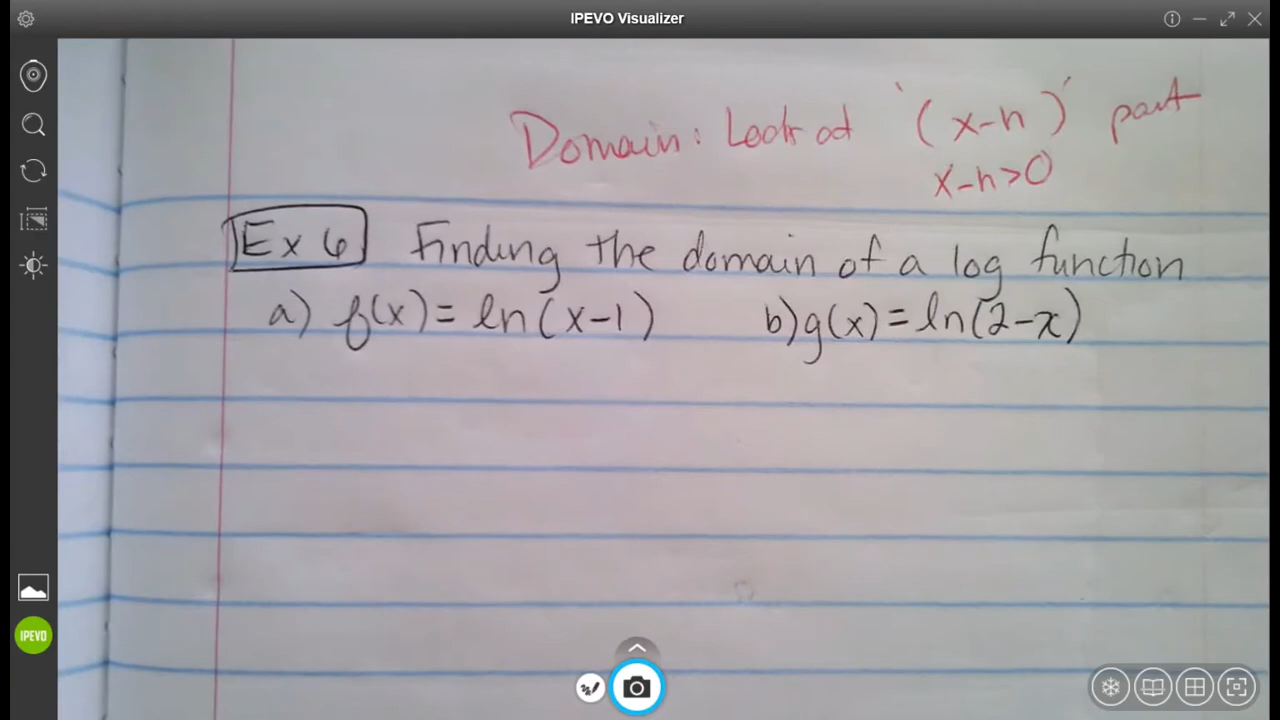 IPEVO Visualizer
Domain: Look at "(x-h)" part
x-h>0
Ex 6 Finding the domain of a log function
a) f(x) = ln(x-1) b) g(x) = ln(2-x)
IPEVO